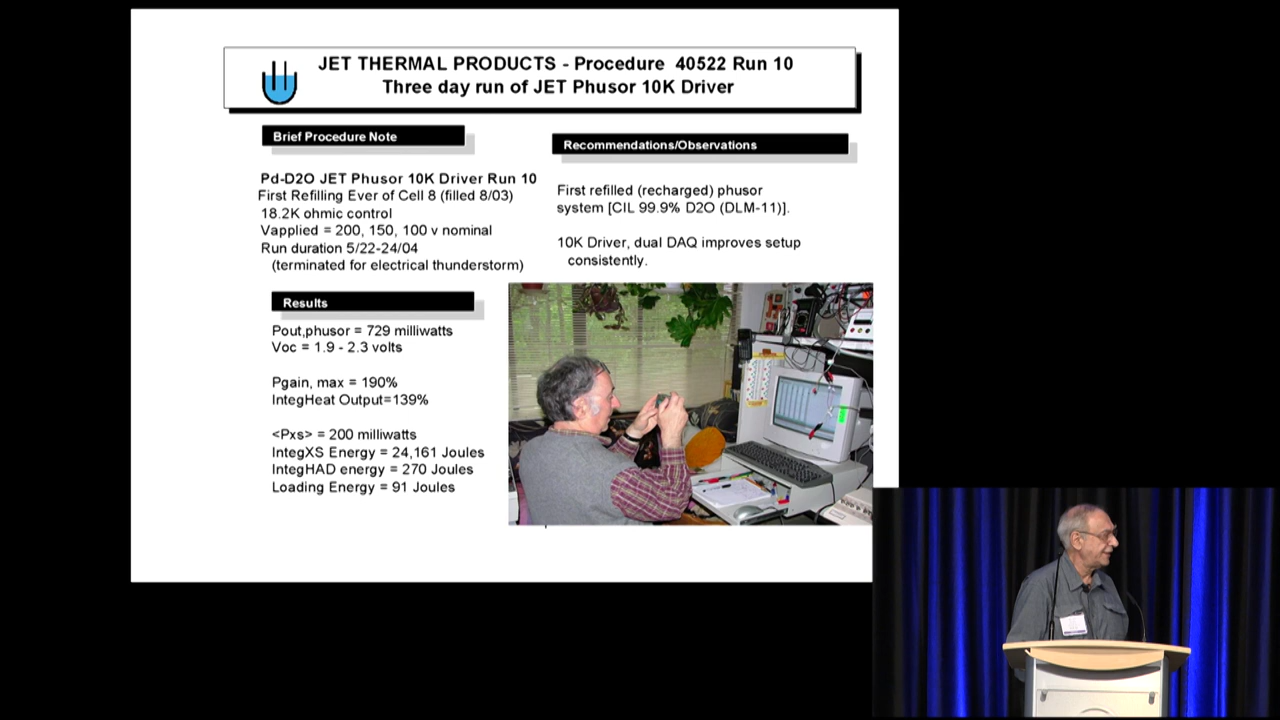 JET THERMAL PRODUCTS - Procedure 40522 Run 10
Three day run of JET Phusor 10K Driver
Brief Procedure Note
Pd-D2O JET Phusor 10K Driver Run 10
First Refilling Ever of Cell 8 (filled 8/03)
18.2K ohmic control
Vapplied = 200, 150, 100 v nominal
Run duration 5/22-24/04
(terminated for electrical thunderstorm)
Results
Pout,phusor = 729 milliwatts
Voc = 1.9 - 2.3 volts
Pgain, max = 190%
IntegHeat Output=139%
<Pxs> = 200 milliwatts
IntegXS Energy = 24,161 Joules
IntegHAD energy = 270 Joules
Loading Energy = 91 Joules
Recommendations/Observations
First refilled (recharged) phusor
system [CIL 99.9% D2O (DLM-11)].
10K Driver, dual DAQ improves setup
consistently.